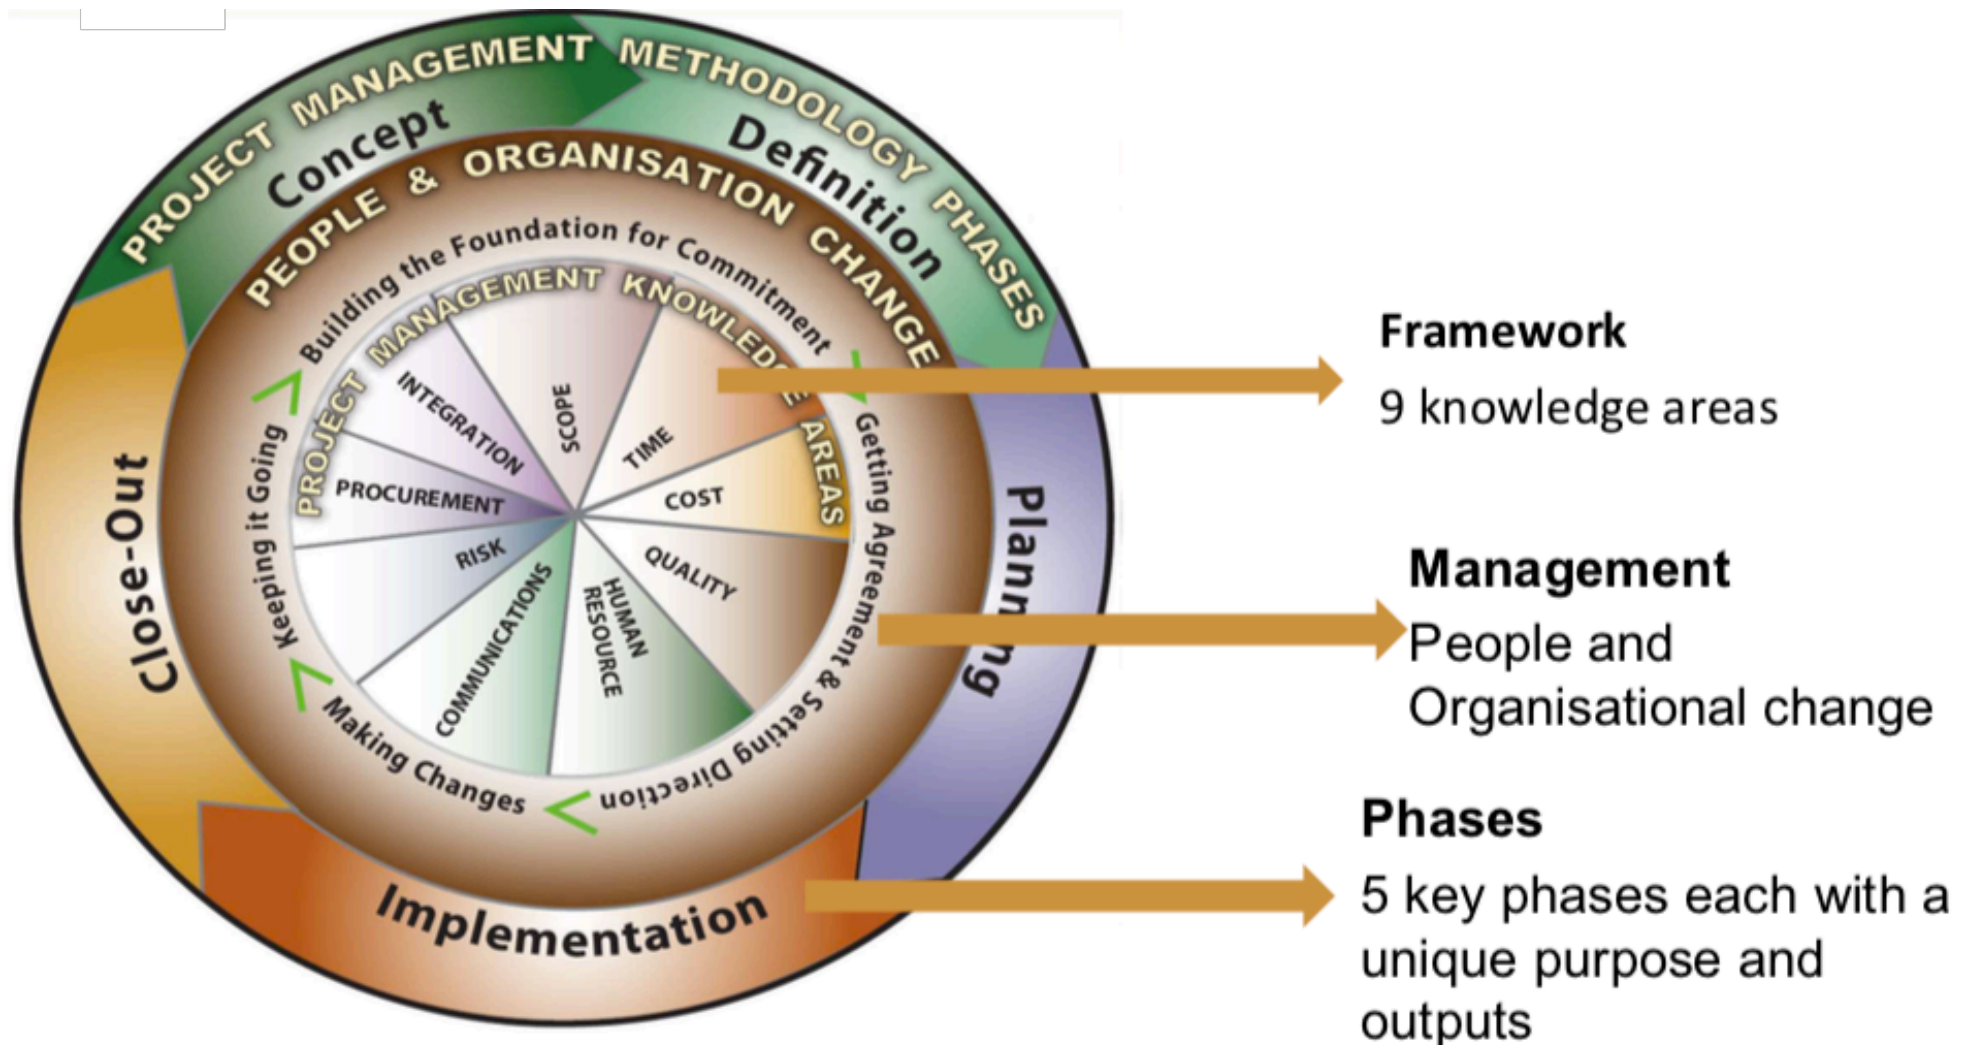 PROJECT MANAGEMENT METHODOLOGY PHASES
Concept
Definition
Planning
Implementation
Close-Out
PEOPLE & ORGANISATION CHANGE
Building the Foundation for Commitment
Getting Agreement & Setting Direction
Making Changes
Keeping it Going
PROJECT MANAGEMENT KNOWLEDGE AREAS
INTEGRATION
SCOPE
TIME
COST
QUALITY
HUMAN
RESOURCE
COMMUNICATIONS
RISK
PROCUREMENT
Framework
9 knowledge areas
Management
People and
Organisational change
Phases
5 key phases each with a
unique purpose and
outputs